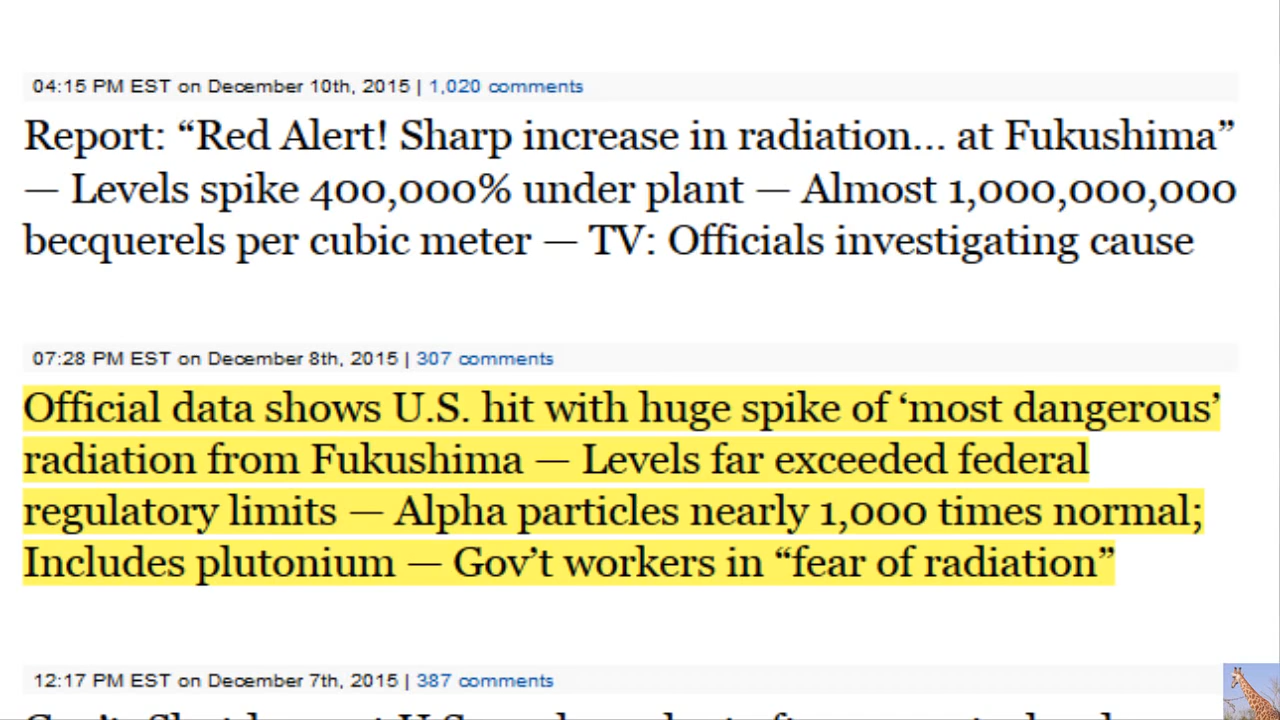 04:15 PM EST on December 10th, 2015 | 1,020 comments
Report: “Red Alert! Sharp increase in radiation… at Fukushima”
— Levels spike 400,000% under plant — Almost 1,000,000,000
becquerels per cubic meter — TV: Officials investigating cause
07:28 PM EST on December 8th, 2015 | 307 comments
Official data shows U.S. hit with huge spike of ‘most dangerous’
radiation from Fukushima — Levels far exceeded federal
regulatory limits — Alpha particles nearly 1,000 times normal;
Includes plutonium — Gov’t workers in “fear of radiation”
12:17 PM EST on December 7th, 2015 | 387 comments